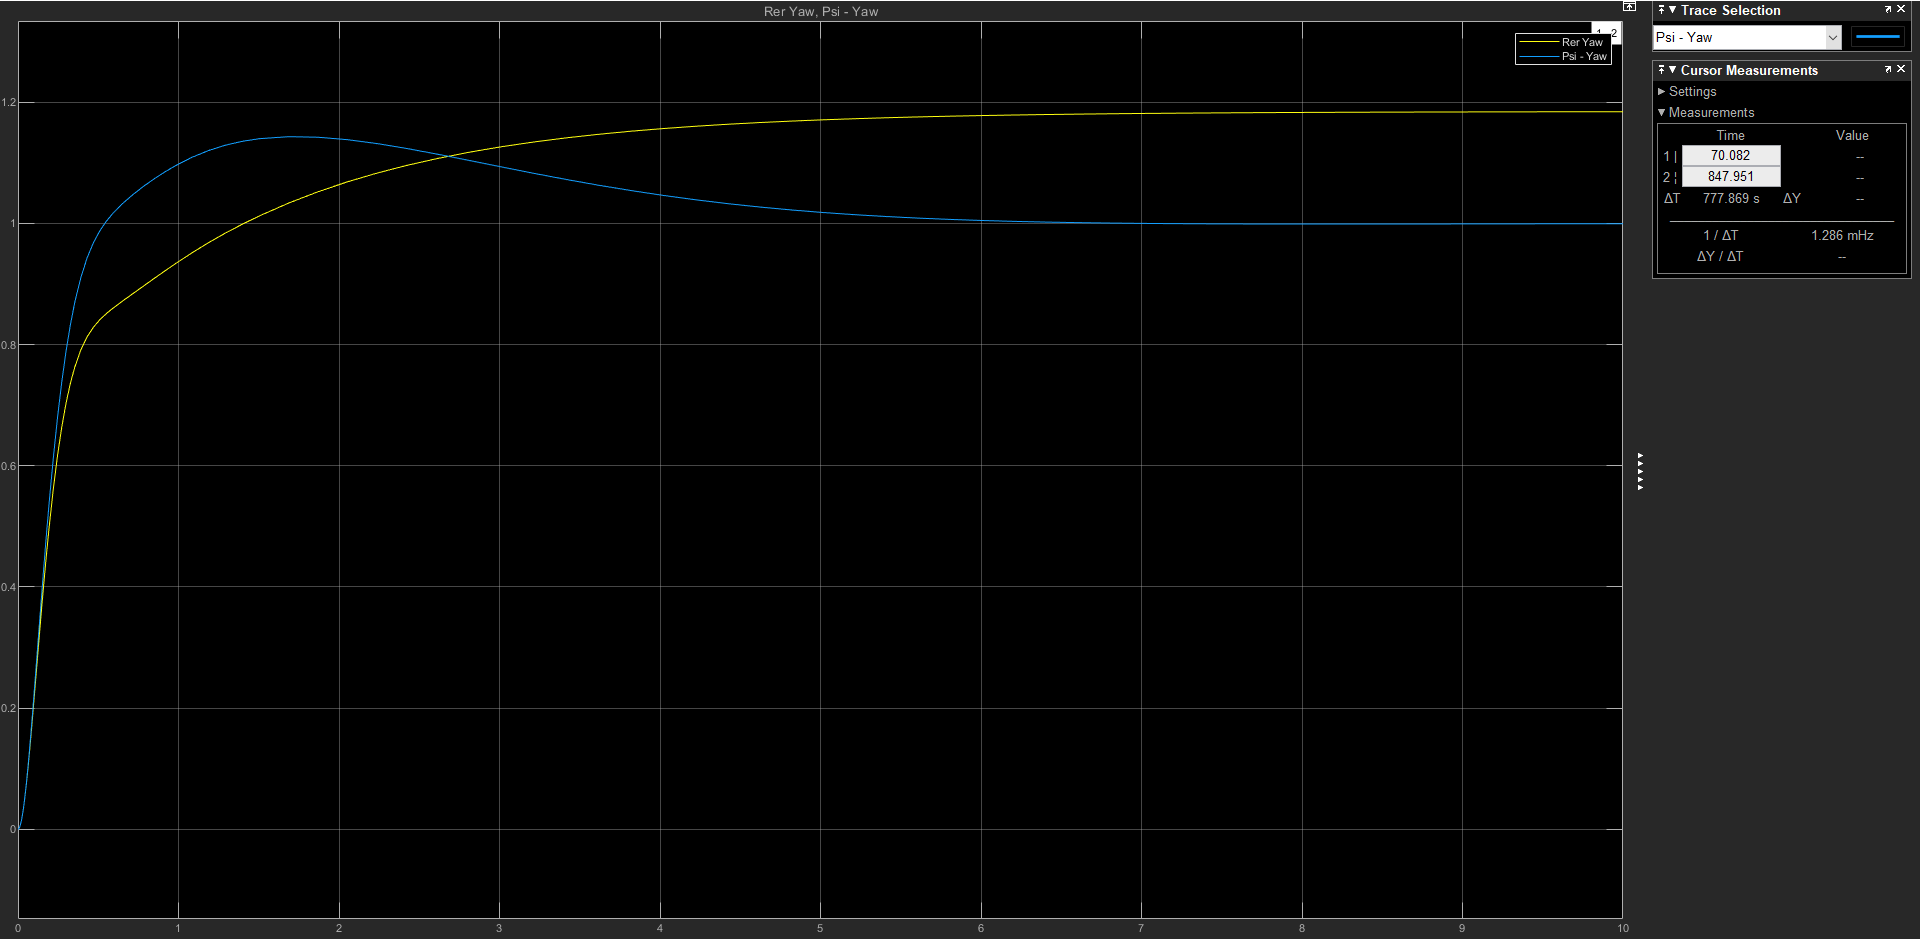 Rer Yaw, Psi - Yaw
1 2
Rer Yaw
Psi - Yaw
1.2
1
0.8
0.6
0.4
0.2
0
0 1 2 3 4 5 6 7 8 9 10
Trace Selection
Psi - Yaw
Cursor Measurements
Settings
Measurements
Time Value
1 | 70.082 --
2 ¦ 847.951 --
ΔT 777.869 s ΔY --
1 / ΔT 1.286 mHz
ΔY / ΔT --